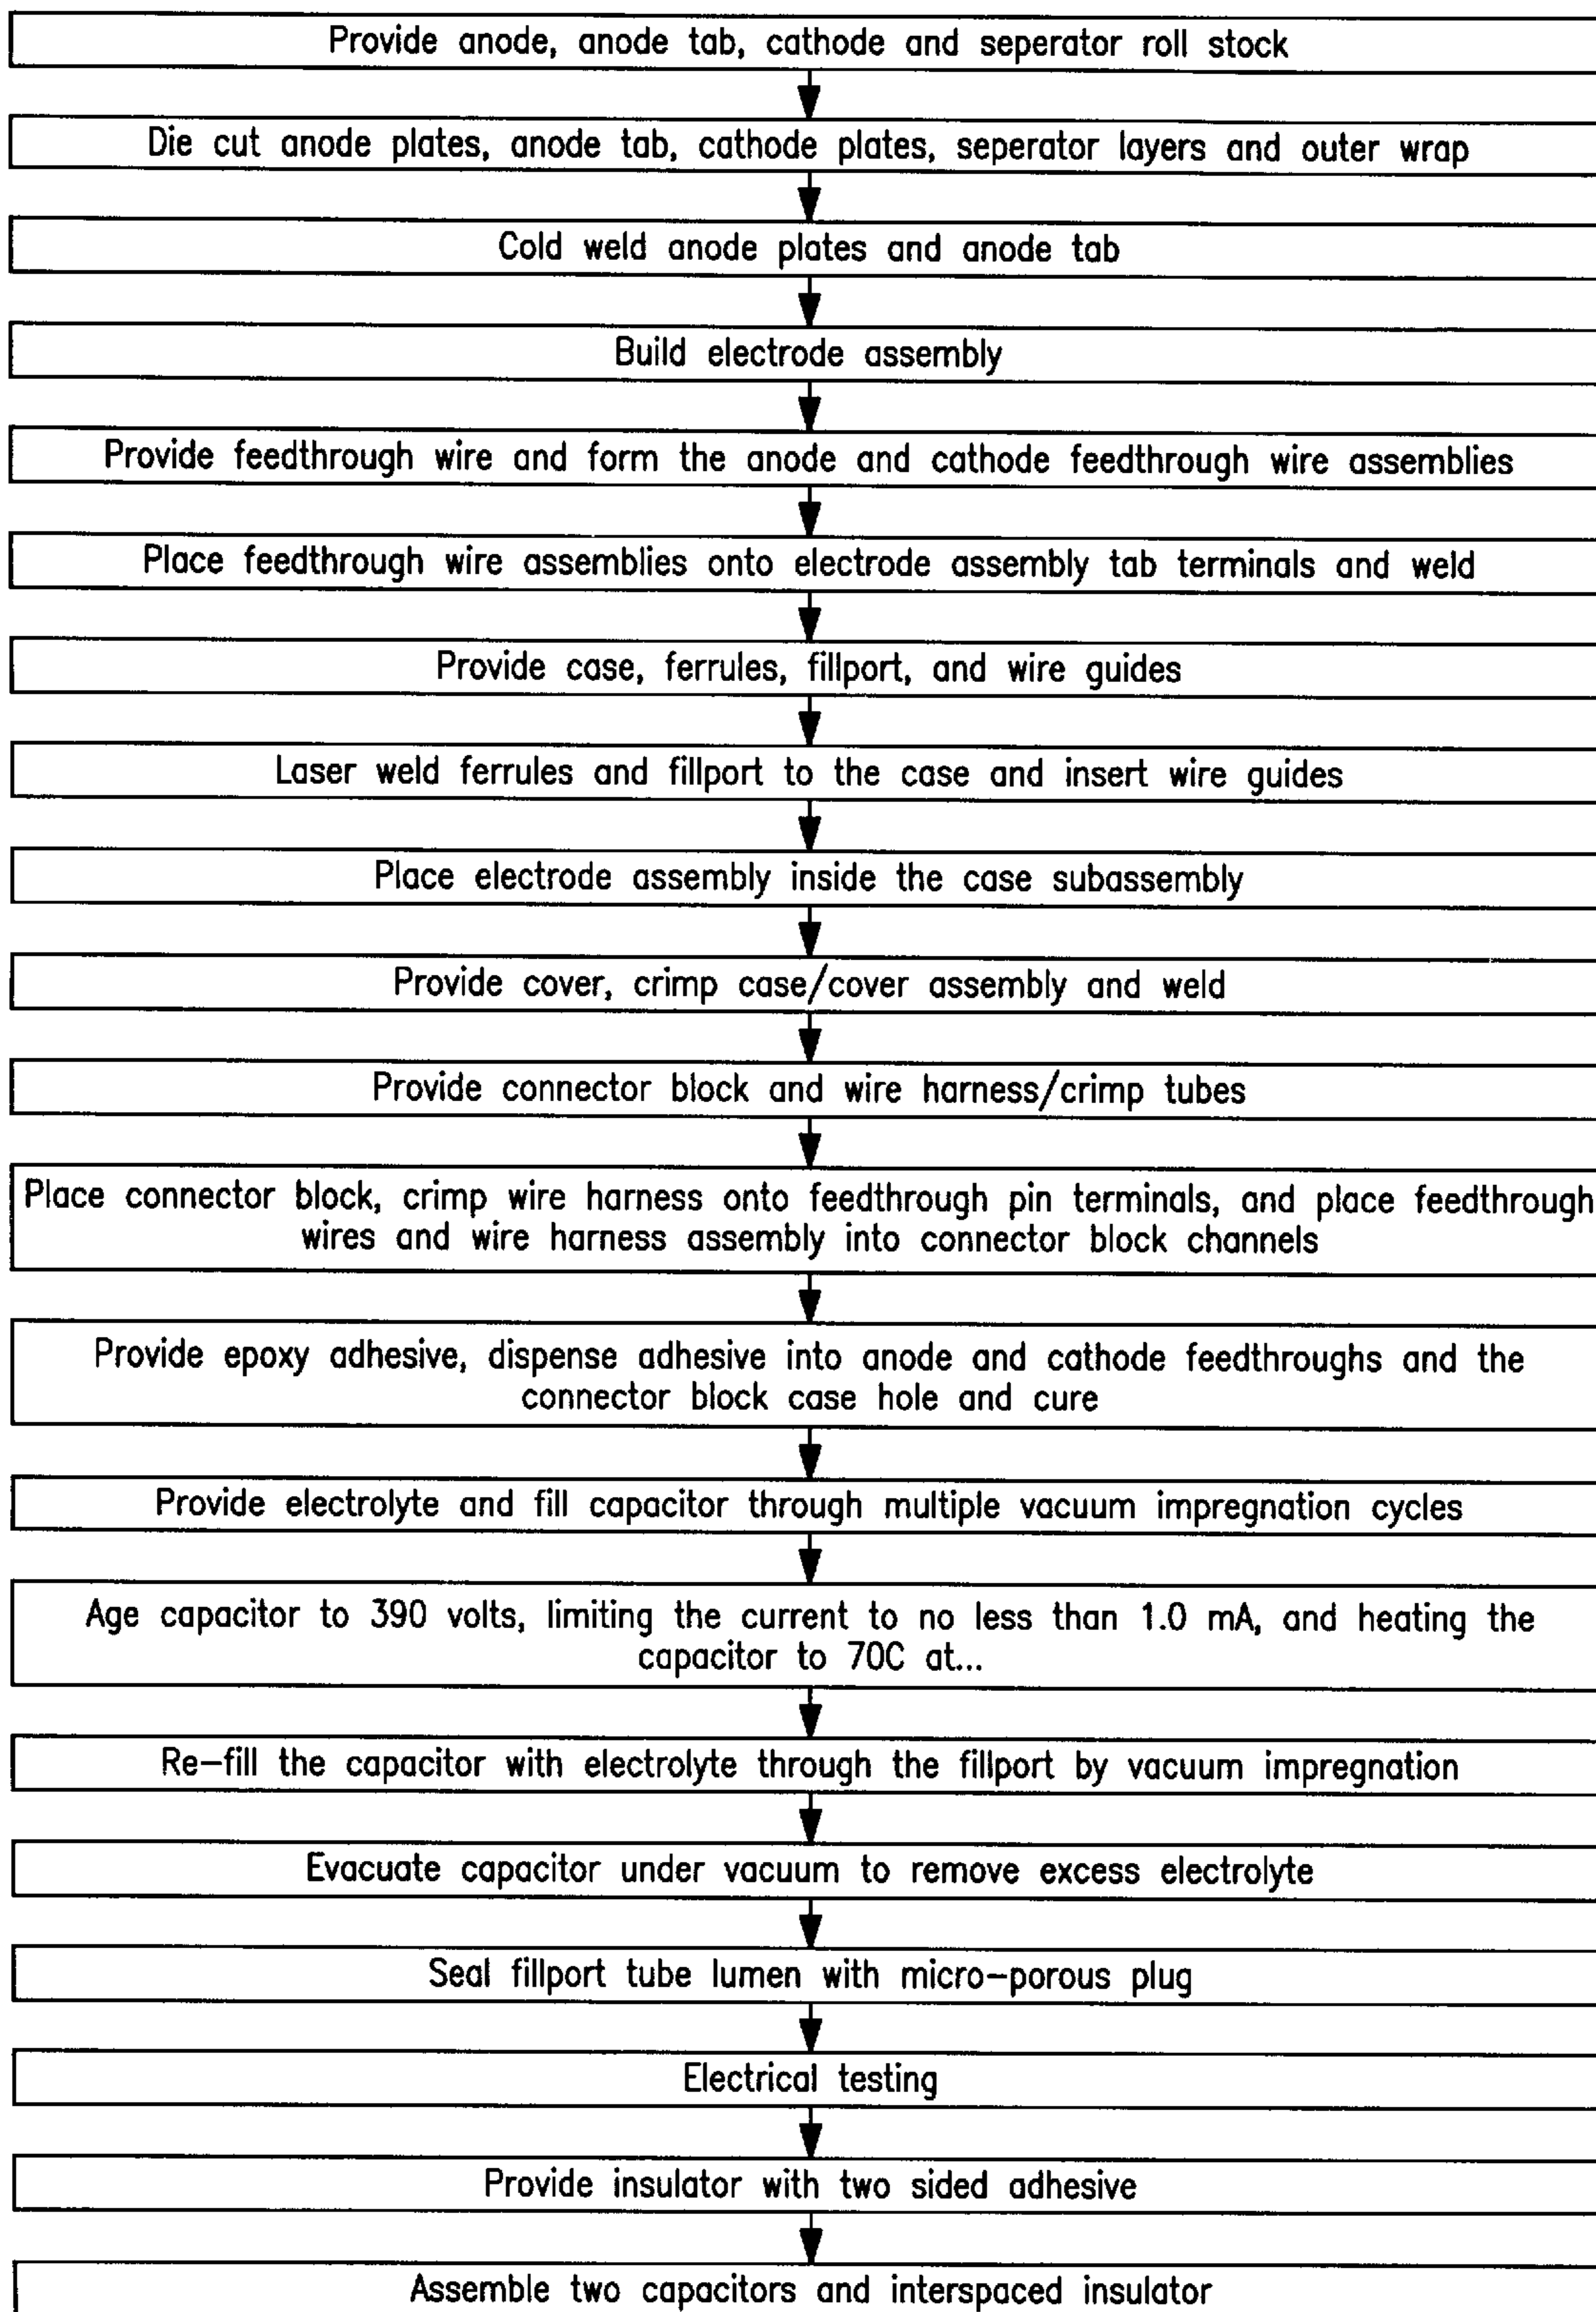 Provide anode, anode tab, cathode and seperator roll stock
Die cut anode plates, anode tab, cathode plates, seperator layers and outer wrap
Cold weld anode plates and anode tab
Build electrode assembly
Provide feedthrough wire and form the anode and cathode feedthrough wire assemblies
Place feedthrough wire assemblies onto electrode assembly tab terminals and weld
Provide case, ferrules, fillport, and wire guides
Laser weld ferrules and fillport to the case and insert wire guides
Place electrode assembly inside the case subassembly
Provide cover, crimp case/cover assembly and weld
Provide connector block and wire harness/crimp tubes
Place connector block, crimp wire harness onto feedthrough pin terminals, and place feedthrough
wires and wire harness assembly into connector block channels
Provide epoxy adhesive, dispense adhesive into anode and cathode feedthroughs and the
connector block case hole and cure
Provide electrolyte and fill capacitor through multiple vacuum impregnation cycles
Age capacitor to 390 volts, limiting the current to no less than 1.0 mA, and heating the
capacitor to 70C at...
Re-fill the capacitor with electrolyte through the fillport by vacuum impregnation
Evacuate capacitor under vacuum to remove excess electrolyte
Seal fillport tube lumen with micro-porous plug
Electrical testing
Provide insulator with two sided adhesive
Assemble two capacitors and interspaced insulator